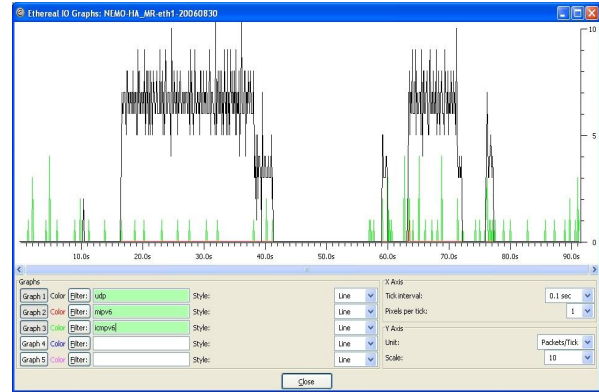 Ethereal IO Graphs: NEMO-HA_MR-eth1-20060830
10
5
0
10.0s 20.0s 30.0s 40.0s 50.0s 60.0s 70.0s 80.0s 90.0s
Graphs
Graph 1 Color Filter: udp Style: Line
Graph 2 Color Filter: mipv6 Style: Line
Graph 3 Color Filter: icmpv6 Style: Line
Graph 4 Color Filter: Style: Line
Graph 5 Color Filter: Style: Line
X Axis
Tick interval: 0.1 sec
Pixels per tick: 1
Y Axis
Unit: Packets/Tick
Scale: 10
Close